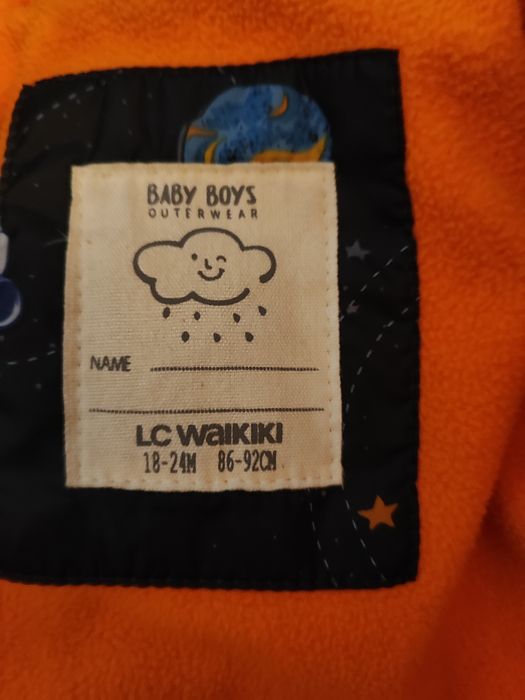 BABY BOYS
OUTERWEAR
NAME
LC WAIKIKI
18-24M 86-92CM